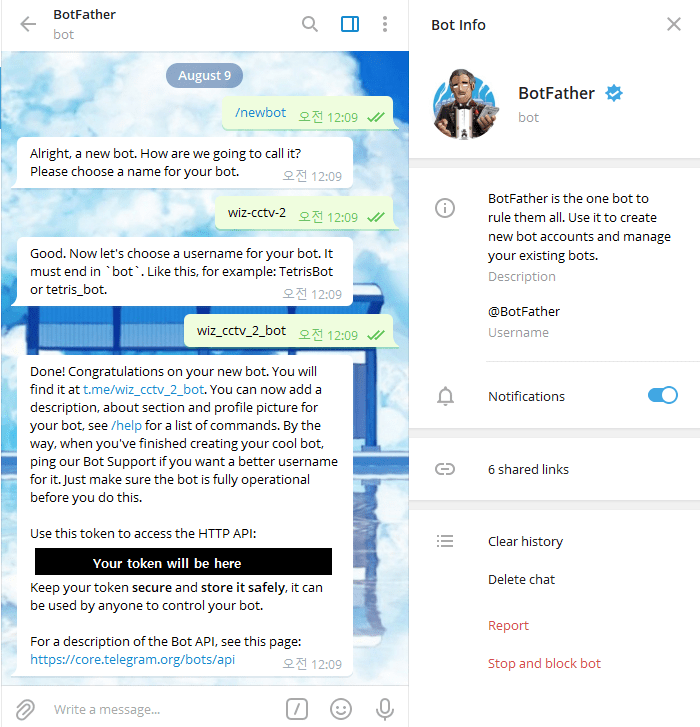 BotFather
bot
August 9
/newbot 오전 12:09
Alright, a new bot. How are we going to call it?
Please choose a name for your bot. 오전 12:09
wiz-cctv-2 오전 12:09
Good. Now let's choose a username for your bot. It
must end in `bot`. Like this, for example: TetrisBot
or tetris_bot. 오전 12:09
wiz_cctv_2_bot 오전 12:09
Done! Congratulations on your new bot. You will
find it at t.me/wiz_cctv_2_bot. You can now add a
description, about section and profile picture for
your bot, see /help for a list of commands. By the
way, when you've finished creating your cool bot,
ping our Bot Support if you want a better username
for it. Just make sure the bot is fully operational
before you do this.
Use this token to access the HTTP API:
Your token will be here
Keep your token secure and store it safely, it can
be used by anyone to control your bot.
For a description of the Bot API, see this page:
https://core.telegram.org/bots/api 오전 12:09
Write a message...
Bot Info
BotFather
bot
BotFather is the one bot to
rule them all. Use it to create
new bot accounts and manage
your existing bots.
Description
@BotFather
Username
Notifications
6 shared links
Clear history
Delete chat
Report
Stop and block bot